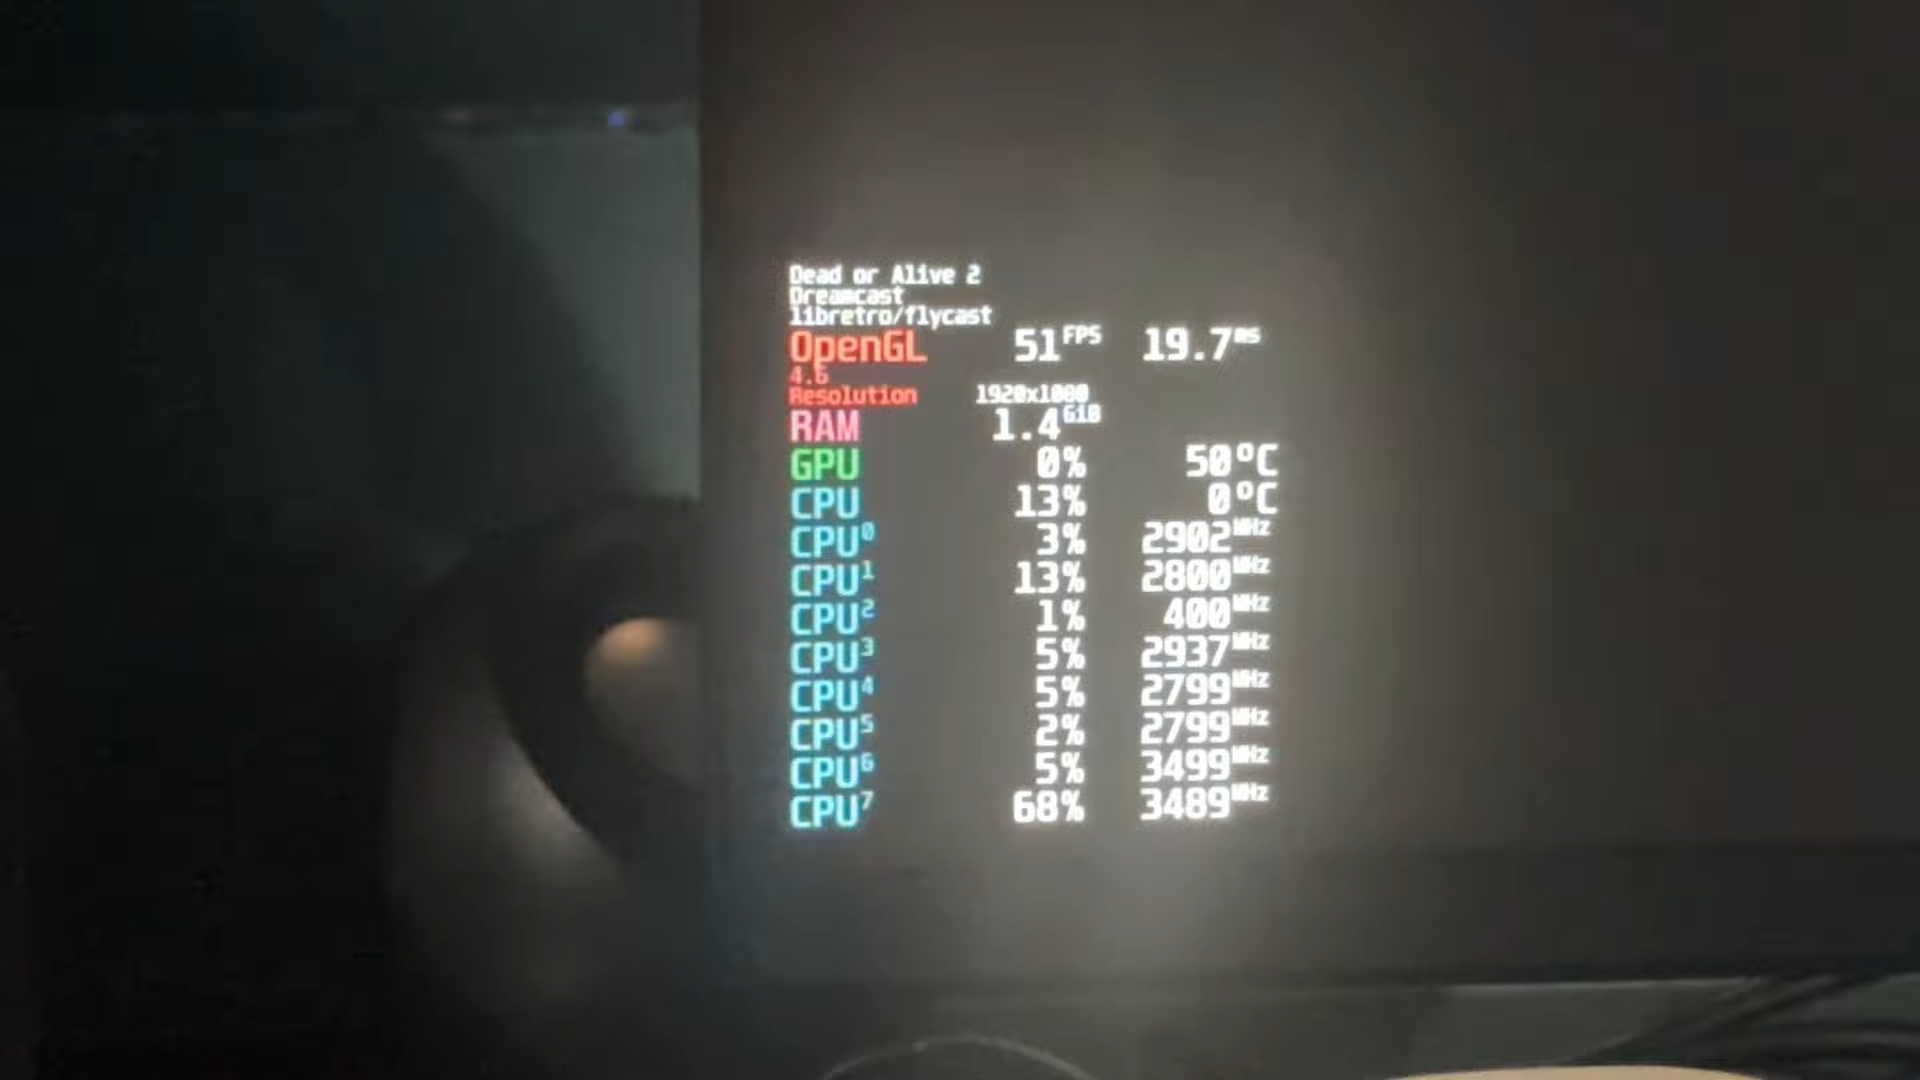 Dead or Alive 2
Dreamcast
libretro/flycast
OpenGL 51FPS 19.7ms
4.6
Resolution 1920x1080
RAM 1.4GiB
GPU 0% 50°C
CPU 13% 0°C
CPU0 3% 2902MHz
CPU1 13% 2800MHz
CPU2 1% 400MHz
CPU3 5% 2937MHz
CPU4 5% 2799MHz
CPU5 2% 2799MHz
CPU6 5% 3499MHz
CPU7 68% 3489MHz